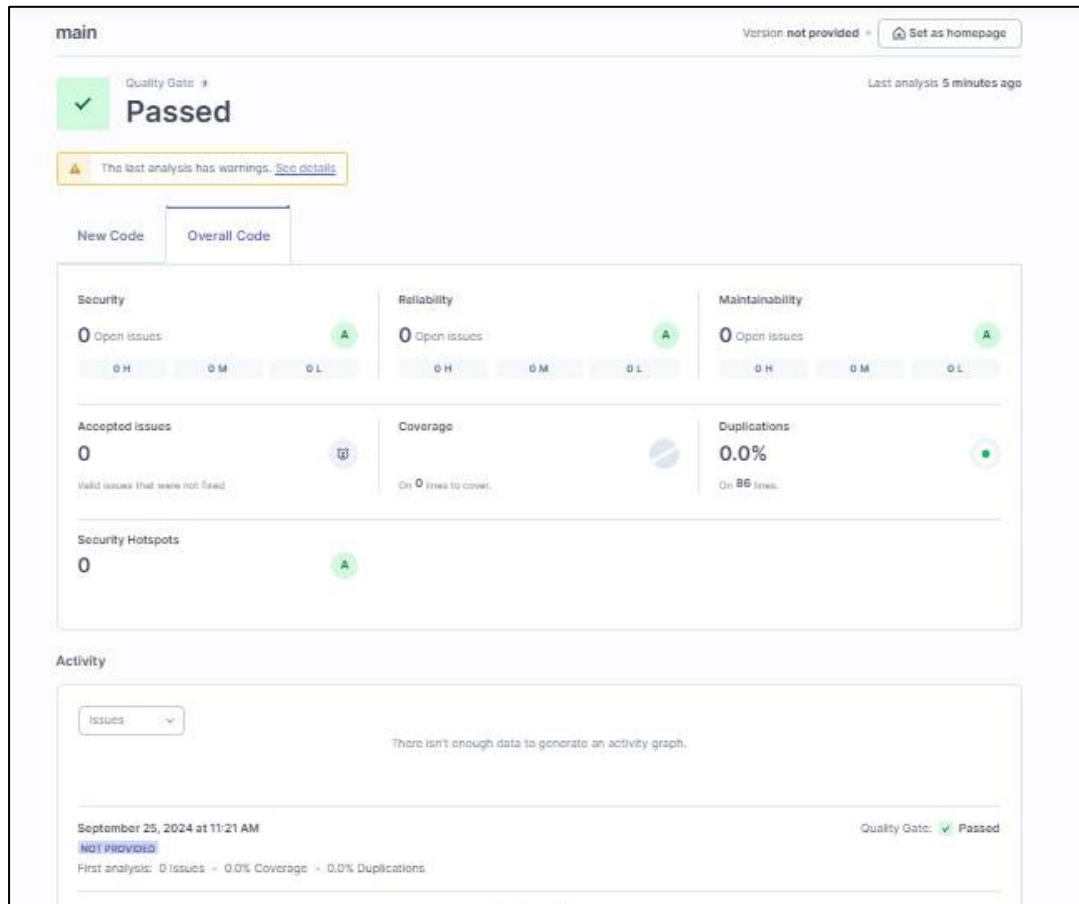 main
Version not provided
Set as homepage
Quality Gate
Passed
Last analysis 5 minutes ago
The last analysis has warnings. See details
New Code
Overall Code
Security
Reliability
Maintainability
0 Open issues
A
0 Open issues
A
0 Open issues
A
0 H 0 M 0 L
0 H 0 M 0 L
0 H 0 M 0 L
Accepted issues
Coverage
Duplications
0
0.0%
Valid issues that were not fixed
On 0 lines to cover.
On 86 lines.
Security Hotspots
0
A
Activity
Issues
There isn't enough data to generate an activity graph.
September 25, 2024 at 11:21 AM
Quality Gate: Passed
NOT PROVIDED
First analysis: 0 Issues - 0.0% Coverage - 0.0% Duplications